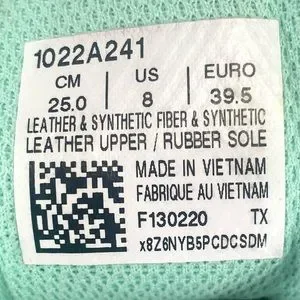 1022A241
CM US EURO
25.0 8 39.5
LEATHER & SYNTHETIC FIBER & SYNTHETIC
LEATHER UPPER / RUBBER SOLE
MADE IN VIETNAM
FABRIQUE AU VIETNAM
F130220 TX
x8Z6NYB5PCDCSDM